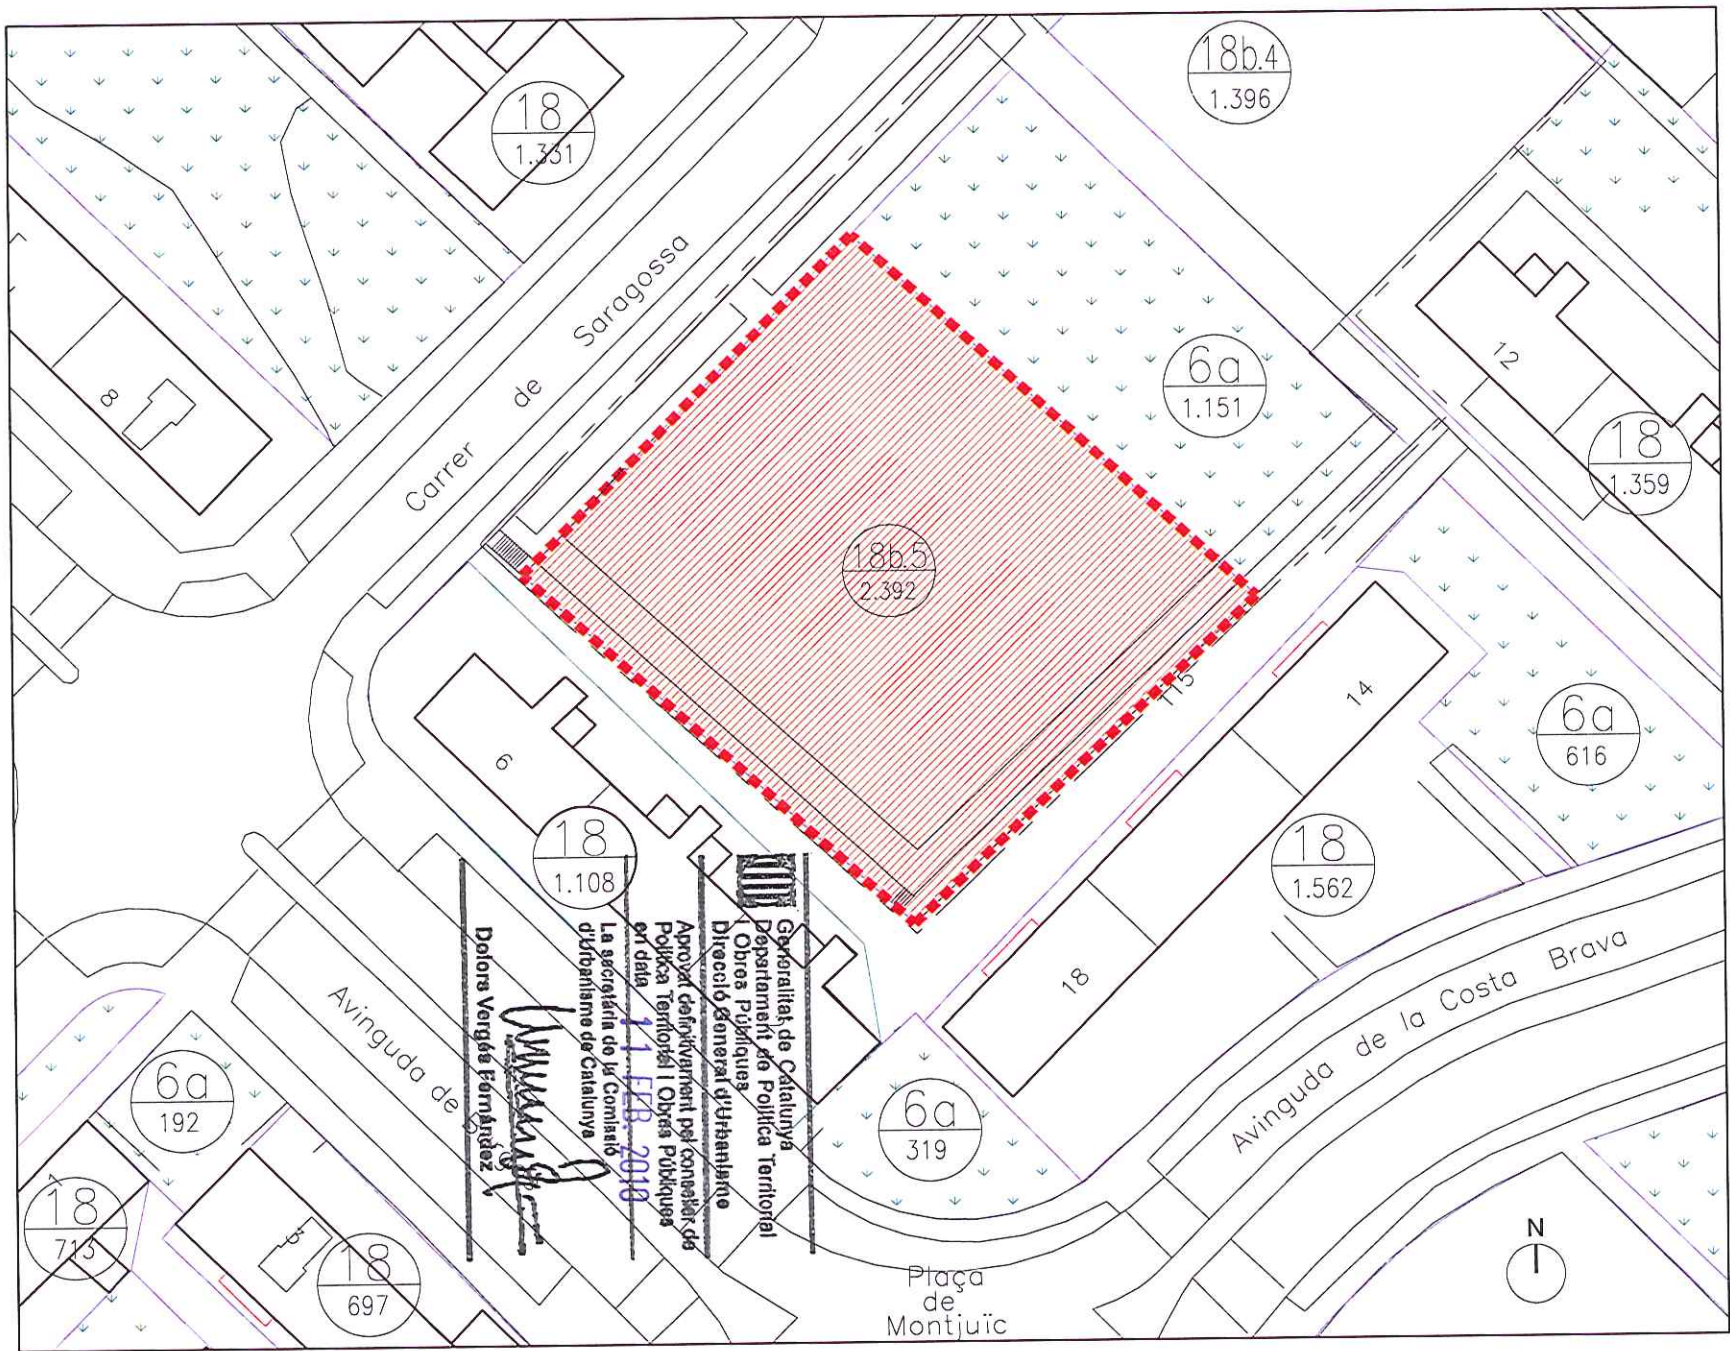 18b.4
1.396
18
1.331
Carrer de Saragossa
8
6a
1.151
12
18
1.359
18b.5
2.392
115
14
6a
616
6
18
1.108
18
1.562
18
Avinguda de la Costa Brava
Generalitat de Catalunya
Departament de Política Territorial
i Obres Públiques
Direcció General d'Urbanisme
Aprovat definitivament pel conseller de
Política Territorial i Obres Públiques
en data 11 FEB. 2010
La secretària de la Comissió
d'Urbanisme de Catalunya
Dolors Vergés Fernández
Avinguda de
6a
192
6a
319
1
18
713
3
18
697
Plaça
de
Montjuïc
N